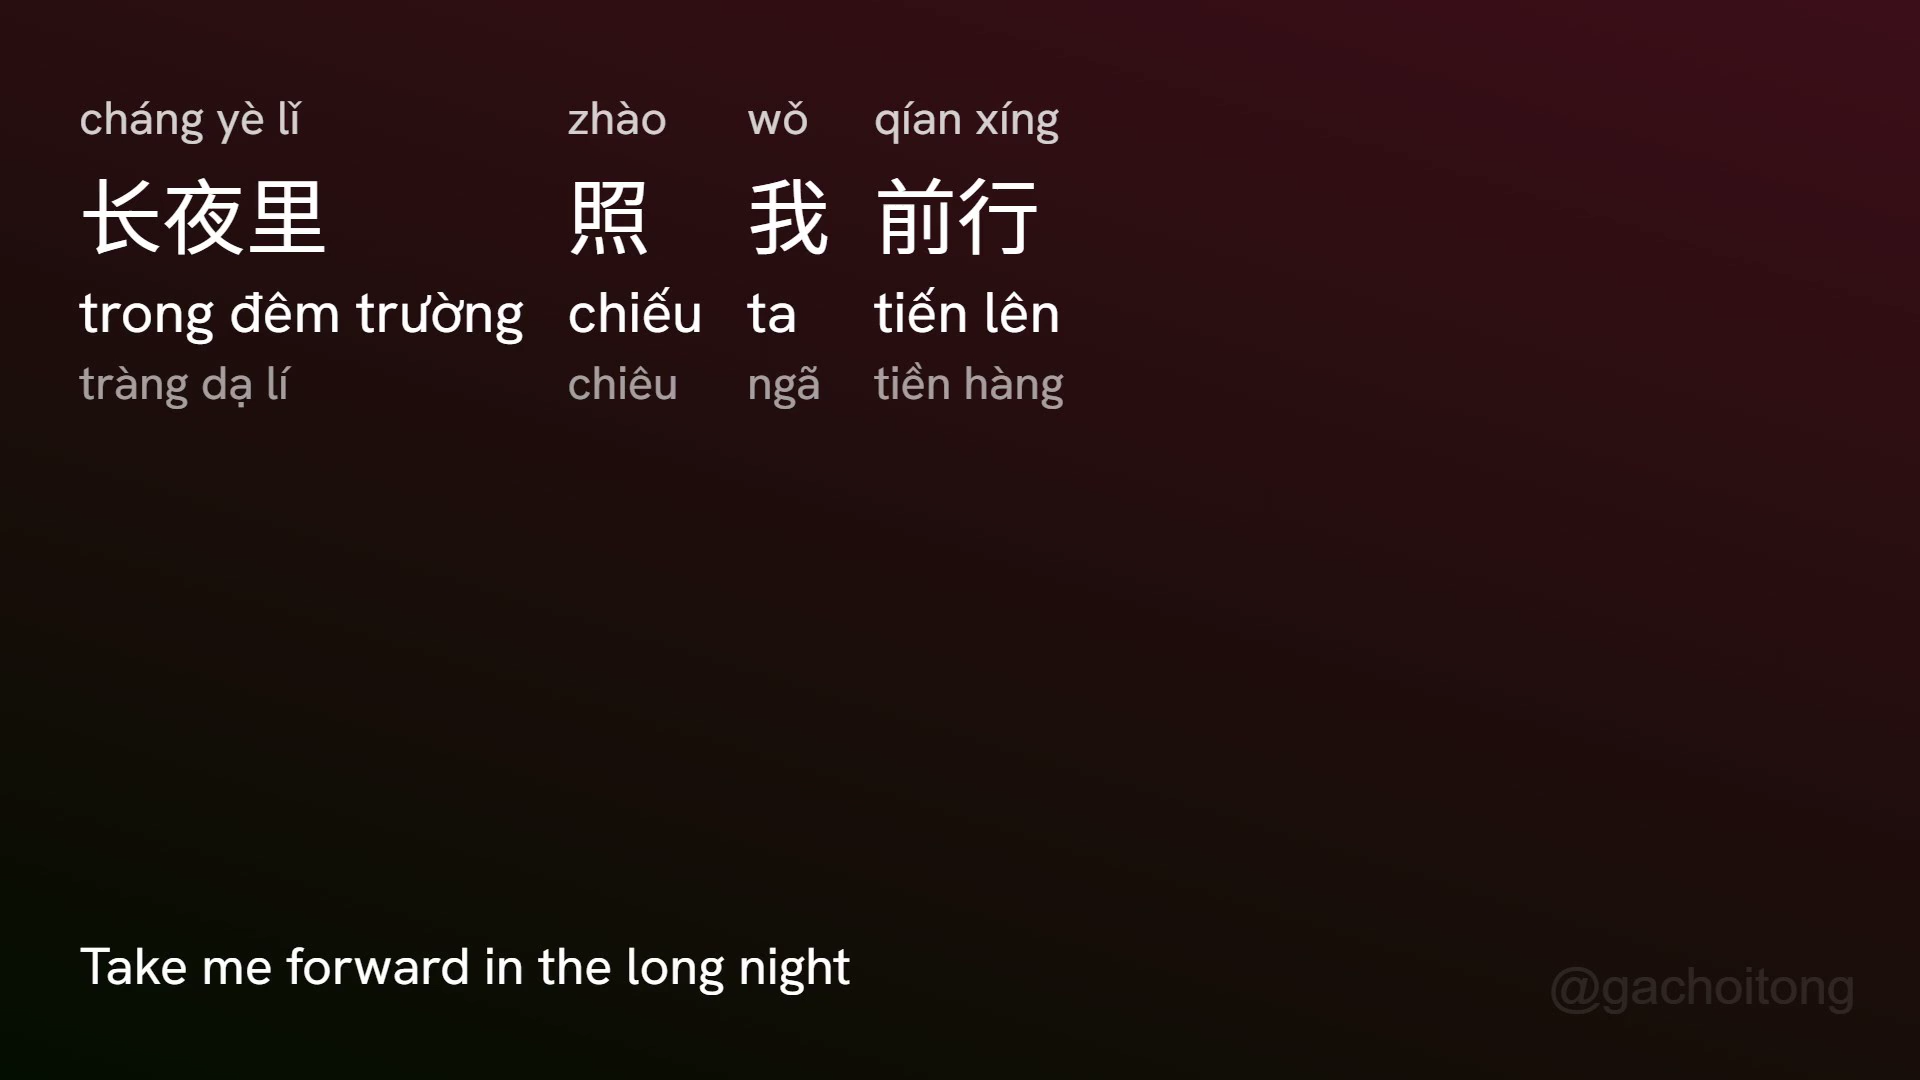 cháng yè lǐ zhào wǒ qían xíng
长夜里 照 我 前行
trong đêm trường chiếu ta tiến lên
tràng dạ lí chiêu ngã tiền hàng
Take me forward in the long night
@gachoitong